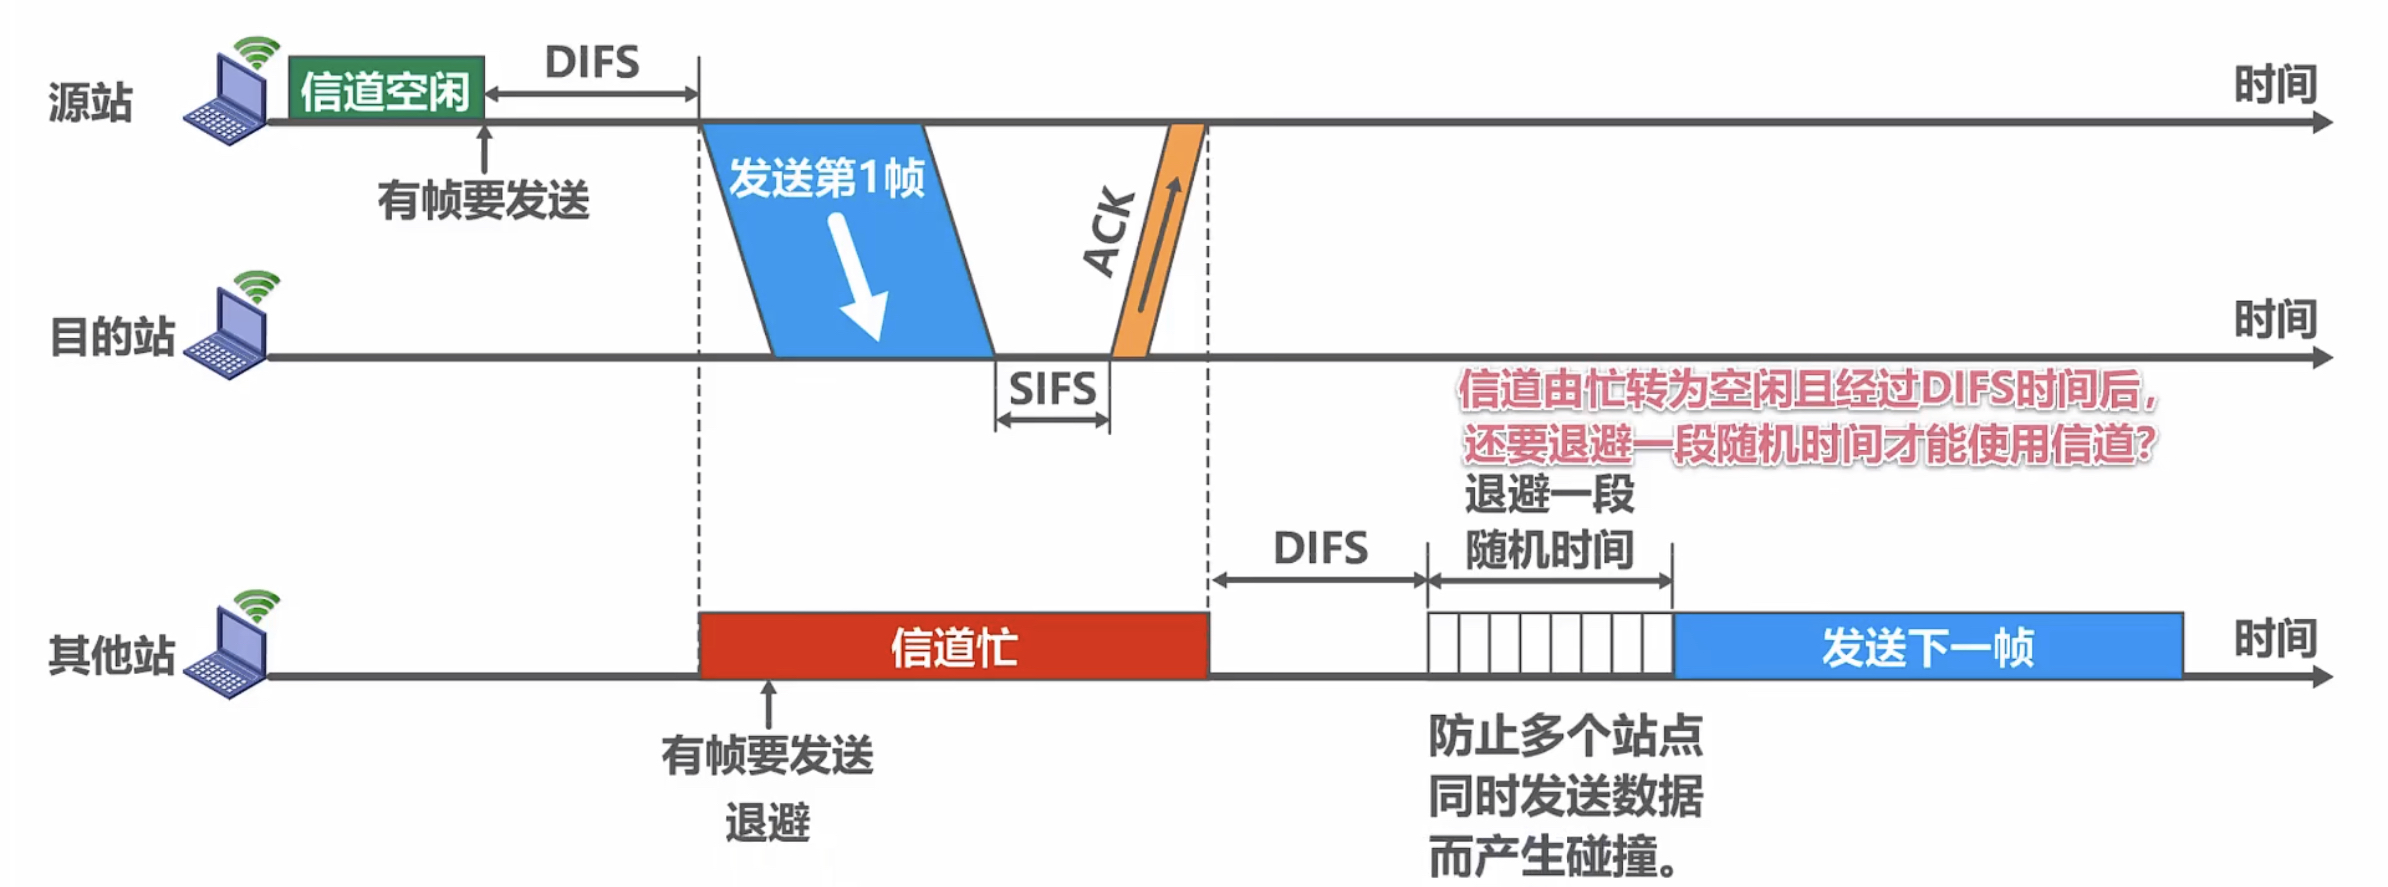 源站
信道空闲
DIFS
时间
有帧要发送
发送第1帧
ACK
目的站
时间
SIFS
信道由忙转为空闲且经过DIFS时间后，
还要退避一段随机时间才能使用信道？
退避一段
随机时间
DIFS
其他站
信道忙
发送下一帧
时间
有帧要发送
退避
防止多个站点
同时发送数据
而产生碰撞。